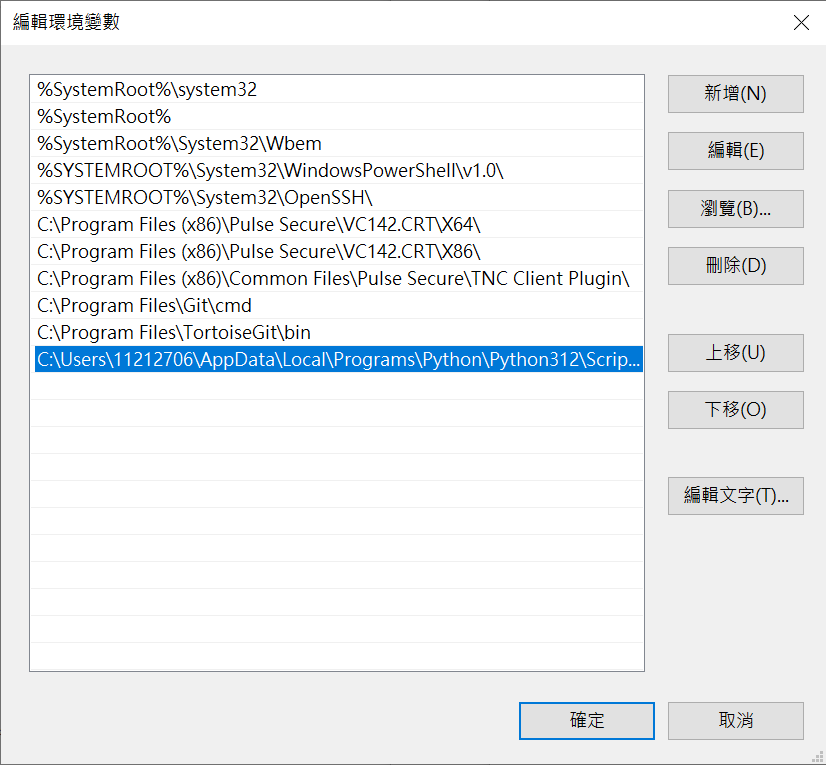 編輯環境變數
%SystemRoot%\system32
%SystemRoot%
%SystemRoot%\System32\Wbem
%SYSTEMROOT%\System32\WindowsPowerShell\v1.0\
%SYSTEMROOT%\System32\OpenSSH\
C:\Program Files (x86)\Pulse Secure\VC142.CRT\X64\
C:\Program Files (x86)\Pulse Secure\VC142.CRT\X86\
C:\Program Files (x86)\Common Files\Pulse Secure\TNC Client Plugin\
C:\Program Files\Git\cmd
C:\Program Files\TortoiseGit\bin
C:\Users\11212706\AppData\Local\Programs\Python\Python312\Scrip...
新增(N)
編輯(E)
瀏覽(B)...
刪除(D)
上移(U)
下移(O)
編輯文字(T)...
確定
取消